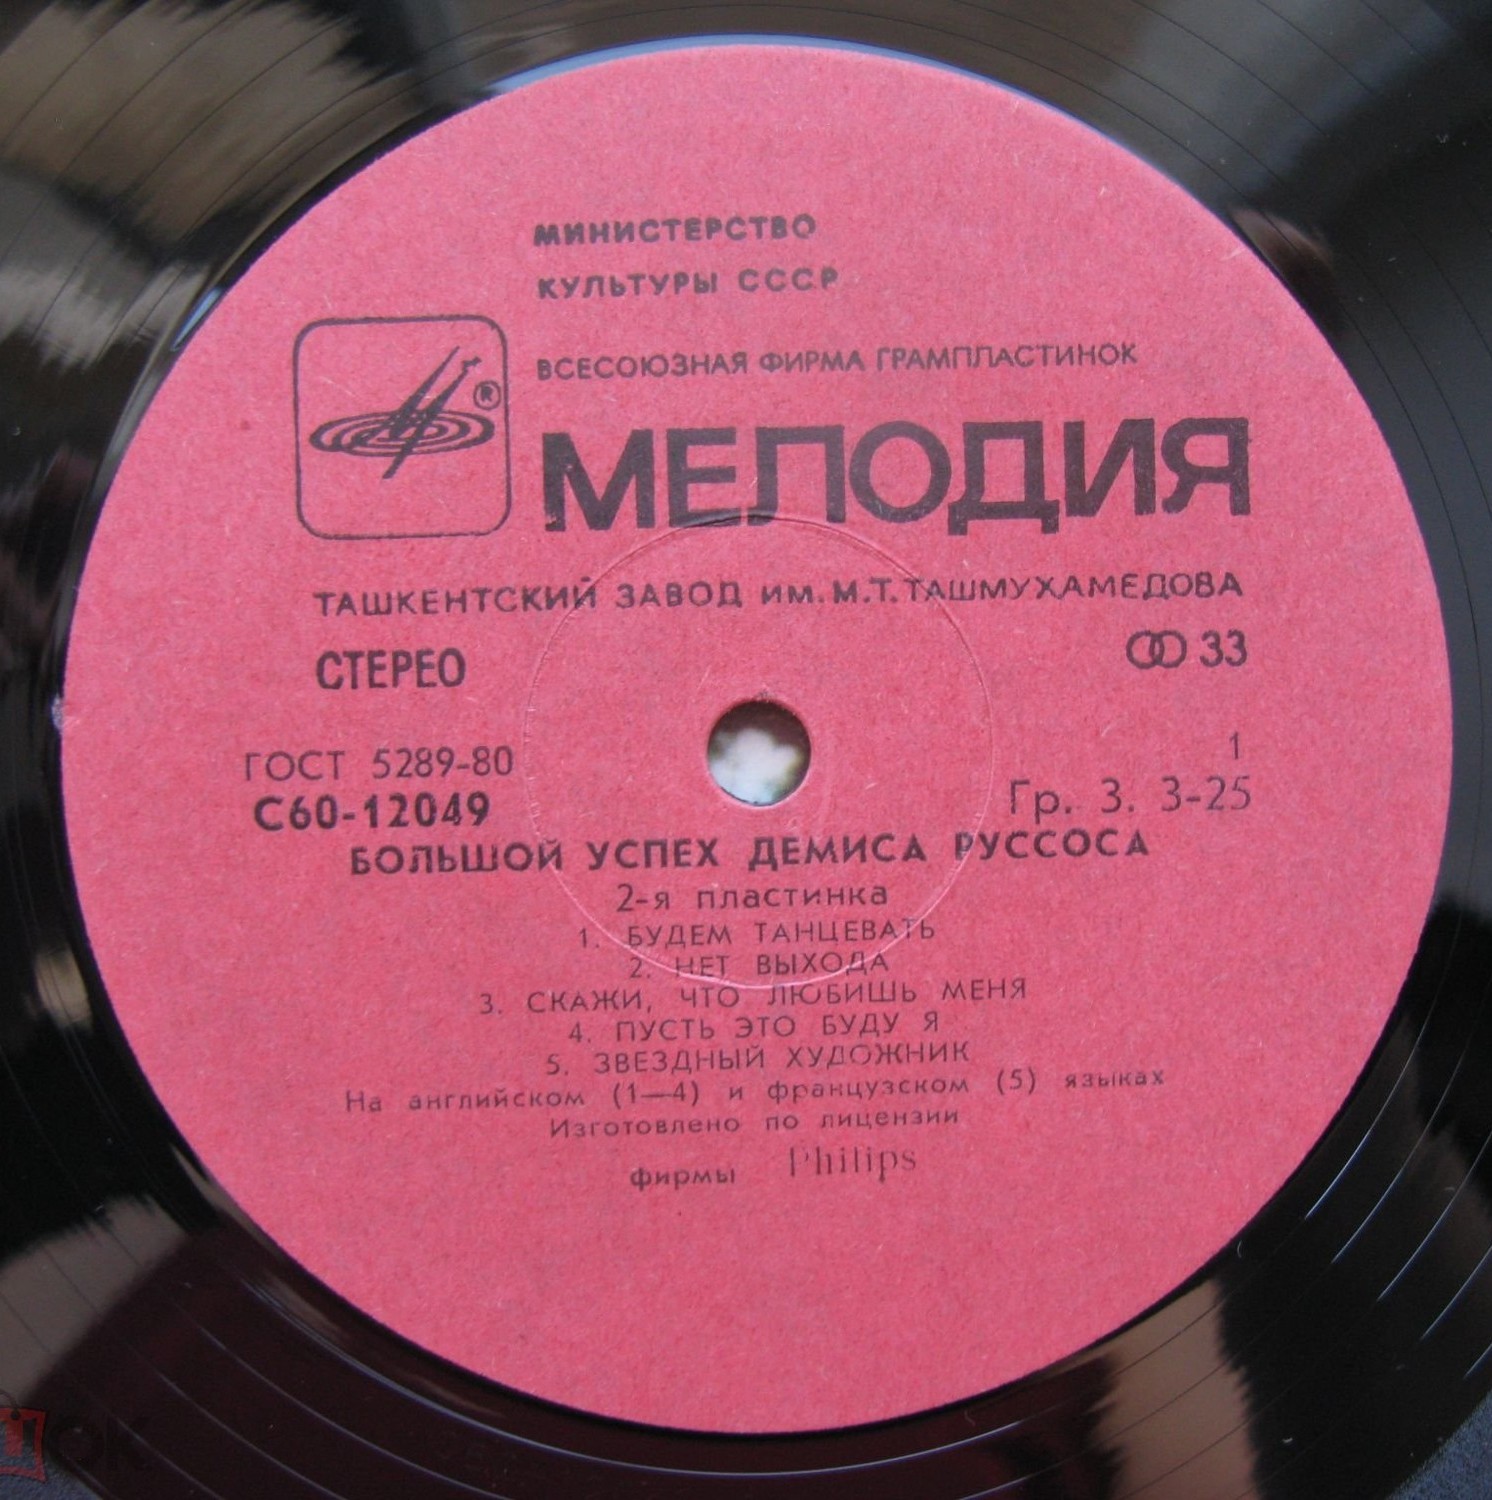 МИНИСТЕРСТВО
КУЛЬТУРЫ СССР
ВСЕСОЮЗНАЯ ФИРМА ГРАМПЛАСТИНОК
®
МЕЛОДИЯ
ТАШКЕНТСКИЙ ЗАВОД им. М.Т. ТАШМУХАМЕДОВА
СТЕРЕО 33
ГОСТ 5289-80 1
С60-12049 Гр. 3. 3-25
БОЛЬШОЙ УСПЕХ ДЕМИСА РУССОСА
2-я пластинка
1. БУДЕМ ТАНЦЕВАТЬ
2. НЕТ ВЫХОДА
3. СКАЖИ, ЧТО ЛЮБИШЬ МЕНЯ
4. ПУСТЬ ЭТО БУДУ Я
5. ЗВЕЗДНЫЙ ХУДОЖНИК
На английском (1—4) и французском (5) языках
Изготовлено по лицензии
фирмы Philips